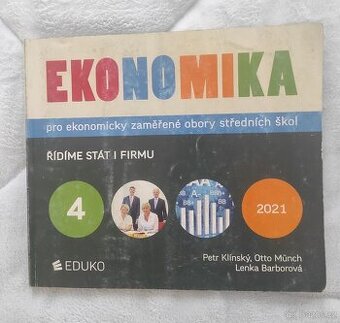 EKONOMIKA
pro ekonomicky zaměřené obory středních škol
ŘÍDÍME STÁT I FIRMU
4
2021
Petr Klínský, Otto Münch
Lenka Barborová
EDUKO